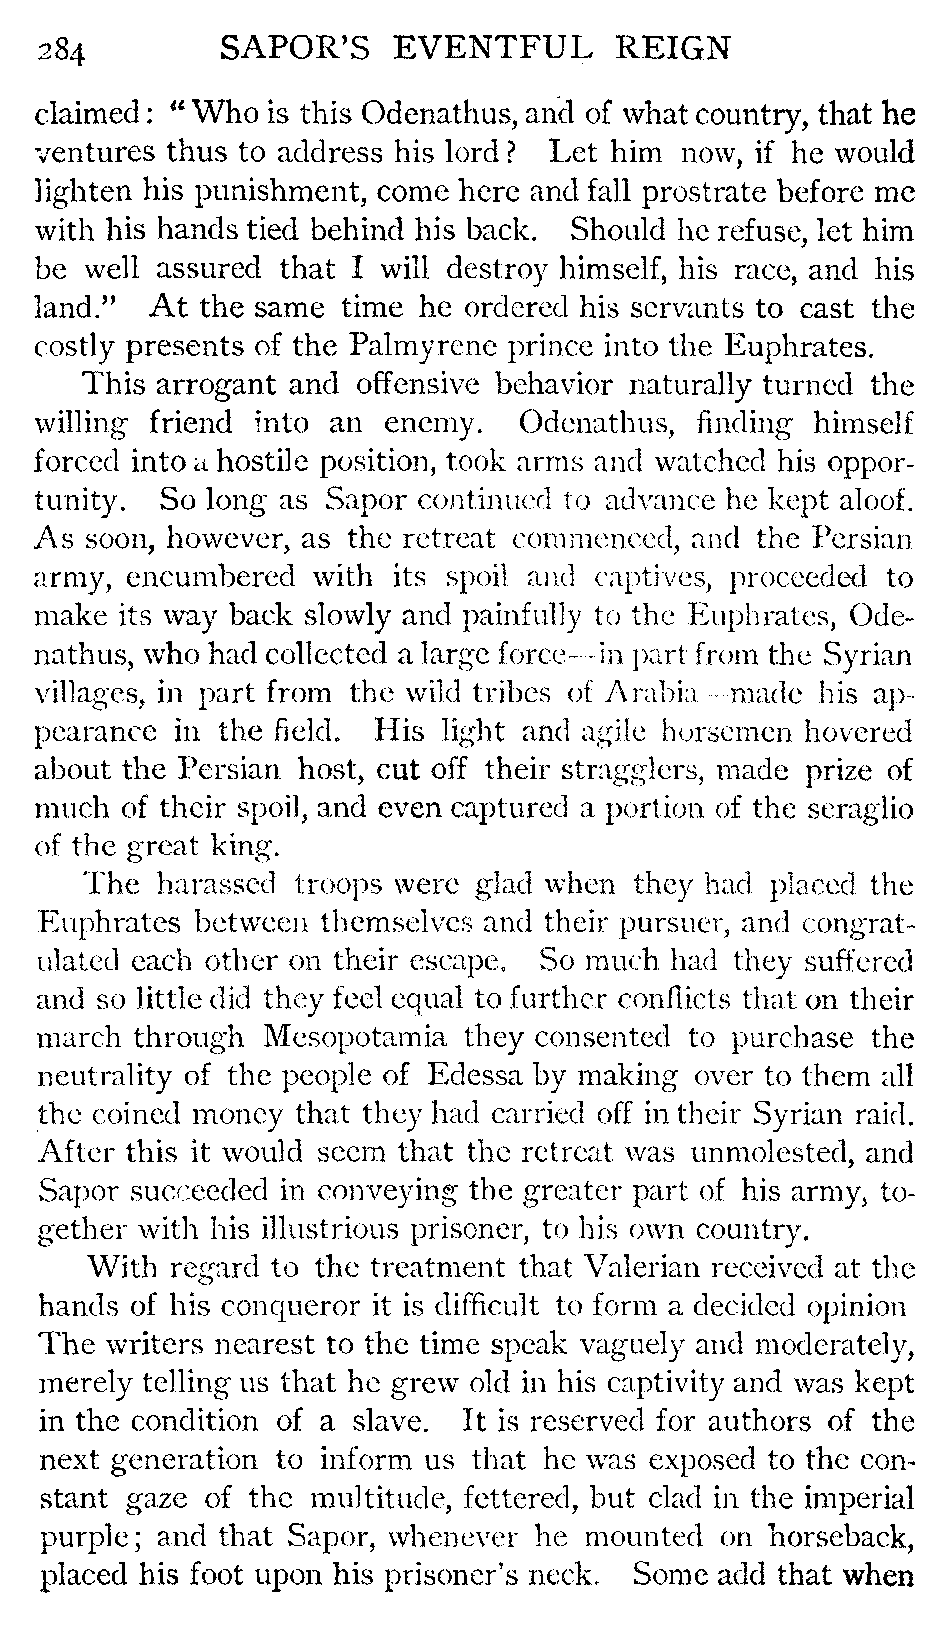 284 SAPOR'S EVENTFUL REIGN
claimed: "Who is this Odenathus, and of what country, that he
ventures thus to address his lord? Let him now, if he would
lighten his punishment, come here and fall prostrate before me
with his hands tied behind his back. Should he refuse, let him
be well assured that I will destroy himself, his race, and his
land." At the same time he ordered his servants to cast the
costly presents of the Palmyrene prince into the Euphrates.
This arrogant and offensive behavior naturally turned the
willing friend into an enemy. Odenathus, finding himself
forced into a hostile position, took arms and watched his oppor-
tunity. So long as Sapor continued to advance he kept aloof.
As soon, however, as the retreat commenced, and the Persian
army, encumbered with its spoil and captives, proceeded to
make its way back slowly and painfully to the Euphrates, Ode-
nathus, who had collected a large force—in part from the Syrian
villages, in part from the wild tribes of Arabia—made his ap-
pearance in the field. His light and agile horsemen hovered
about the Persian host, cut off their stragglers, made prize of
much of their spoil, and even captured a portion of the seraglio
of the great king.
The harassed troops were glad when they had placed the
Euphrates between themselves and their pursuer, and congrat-
ulated each other on their escape. So much had they suffered
and so little did they feel equal to further conflicts that on their
march through Mesopotamia they consented to purchase the
neutrality of the people of Edessa by making over to them all
the coined money that they had carried off in their Syrian raid.
After this it would seem that the retreat was unmolested, and
Sapor succeeded in conveying the greater part of his army, to-
gether with his illustrious prisoner, to his own country.
With regard to the treatment that Valerian received at the
hands of his conqueror it is difficult to form a decided opinion
The writers nearest to the time speak vaguely and moderately,
merely telling us that he grew old in his captivity and was kept
in the condition of a slave. It is reserved for authors of the
next generation to inform us that he was exposed to the con-
stant gaze of the multitude, fettered, but clad in the imperial
purple; and that Sapor, whenever he mounted on horseback,
placed his foot upon his prisoner's neck. Some add that when